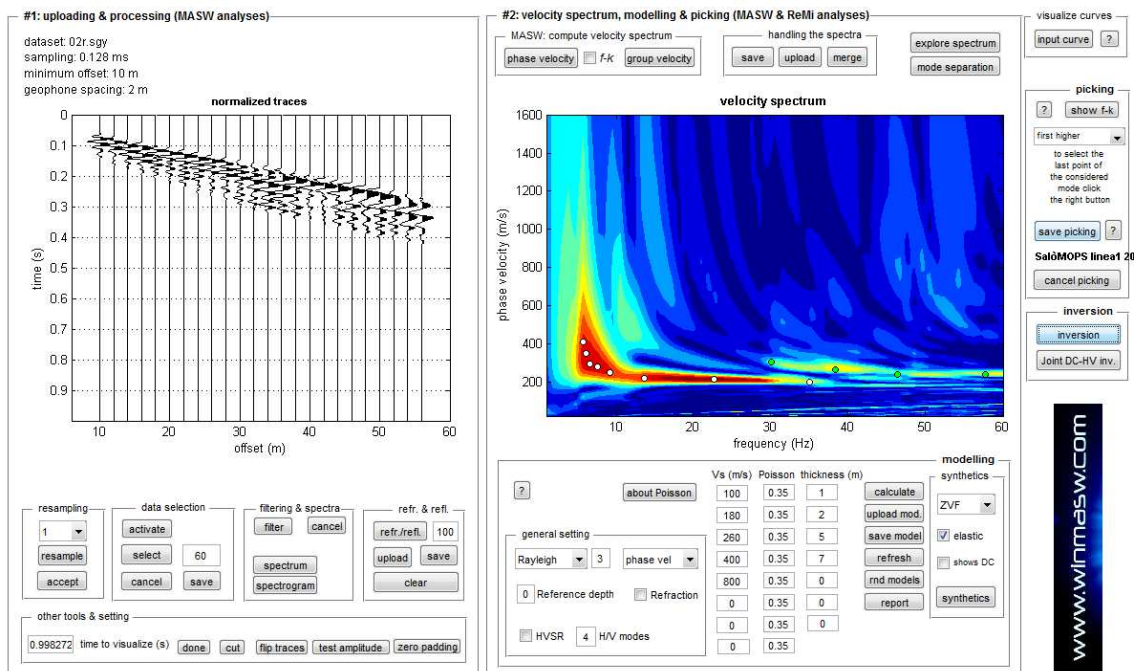 #1: uploading & processing (MASW analyses)
dataset: 02r.sgy
sampling: 0.128 ms
minimum offset: 10 m
geophone spacing: 2 m
normalized traces
0
0.1
0.2
0.3
0.4
0.5
0.6
0.7
0.8
0.9
time (s)
10 20 30 40 50 60
offset (m)
resampling
1
resample
accept
data selection
activate
select 60
cancel save
filtering & spectra
filter cancel
spectrum
spectrogram
refr. & refl.
refr./refl. 100
upload save
clear
other tools & setting
0.998272 time to visualize (s) done cut flip traces test amplitude zero padding
#2: velocity spectrum, modelling & picking (MASW & ReMi analyses)
MASW: compute velocity spectrum
phase velocity f-k group velocity
handling the spectra
save upload merge
explore spectrum
mode separation
velocity spectrum
1600
1400
1200
1000
800
600
400
200
phase velocity (m/s)
10 20 30 40 50 60
frequency (Hz)
modelling
? about Poisson
general setting
Rayleigh 3 phase vel
0 Reference depth Refraction
HVSR 4 H/V modes
Vs (m/s) Poisson thickness (m)
100 0.35 1
180 0.35 2
260 0.35 5
400 0.35 7
800 0.35 0
0 0.35 0
0 0.35 0
0 0.35
calculate
upload mod.
save model
refresh
rnd models
report
synthetics
ZVF
elastic
shows DC
synthetics
visualize curves
input curve ?
picking
? show f-k
first higher
to select the
last point of
the considered
mode click
the right button
save picking ?
SalòMOPS linea1 20
cancel picking
inversion
inversion
Joint DC-HV inv.
www.winmasw.com